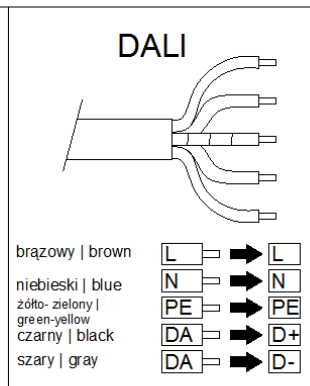 DALI
brązowy | brown L L
niebieski | blue N N
żółto- zielony |
green-yellow PE PE
czarny | black DA D+
szary | gray DA D-